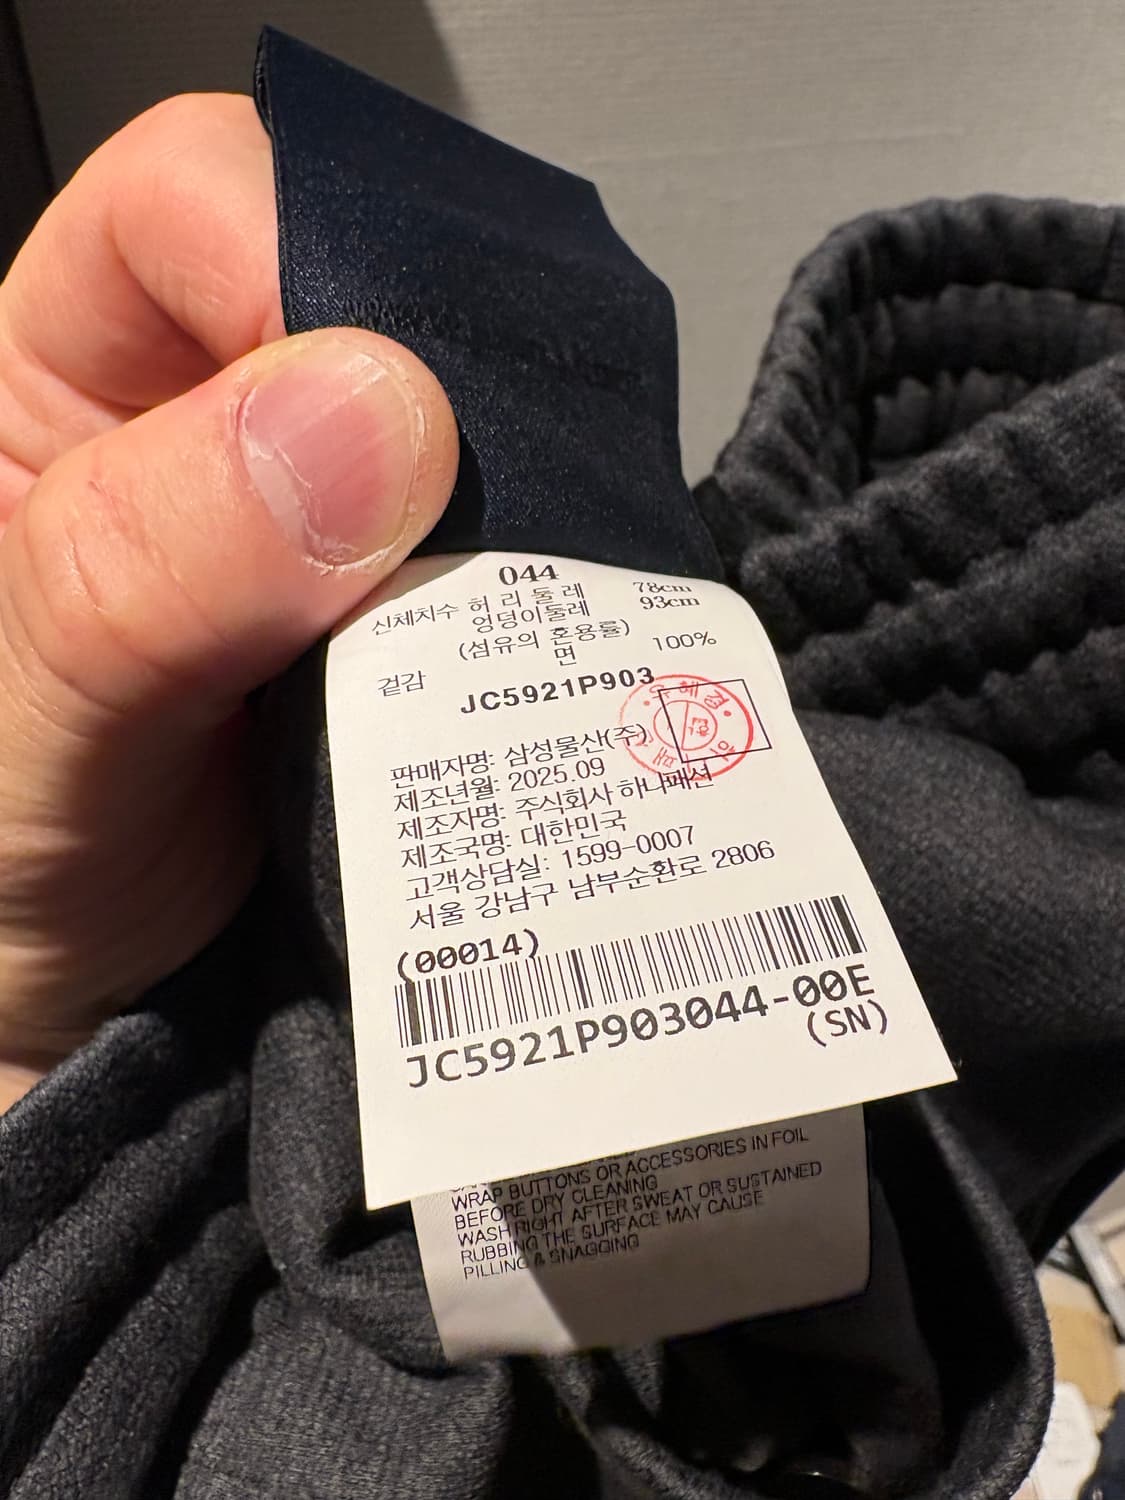 044
신체치수 허 리 둘 레 78cm
엉덩이둘레 93cm
(섬유의 혼용률)
겉감 면 100%
JC5921P903
판매자명: 삼성물산(주)
제조년월: 2025.09
제조자명: 주식회사 하나패션
제조국명: 대한민국
고객상담실: 1599-0007
서울 강남구 남부순환로 2806
(00014)
JC5921P903044-00E
(SN)
WRAP BUTTONS OR ACCESSORIES IN FOIL
BEFORE DRY CLEANING
WASH RIGHT AFTER SWEAT OR SUSTAINED
RUBBING THE SURFACE MAY CAUSE
PILLING & SNAGGING